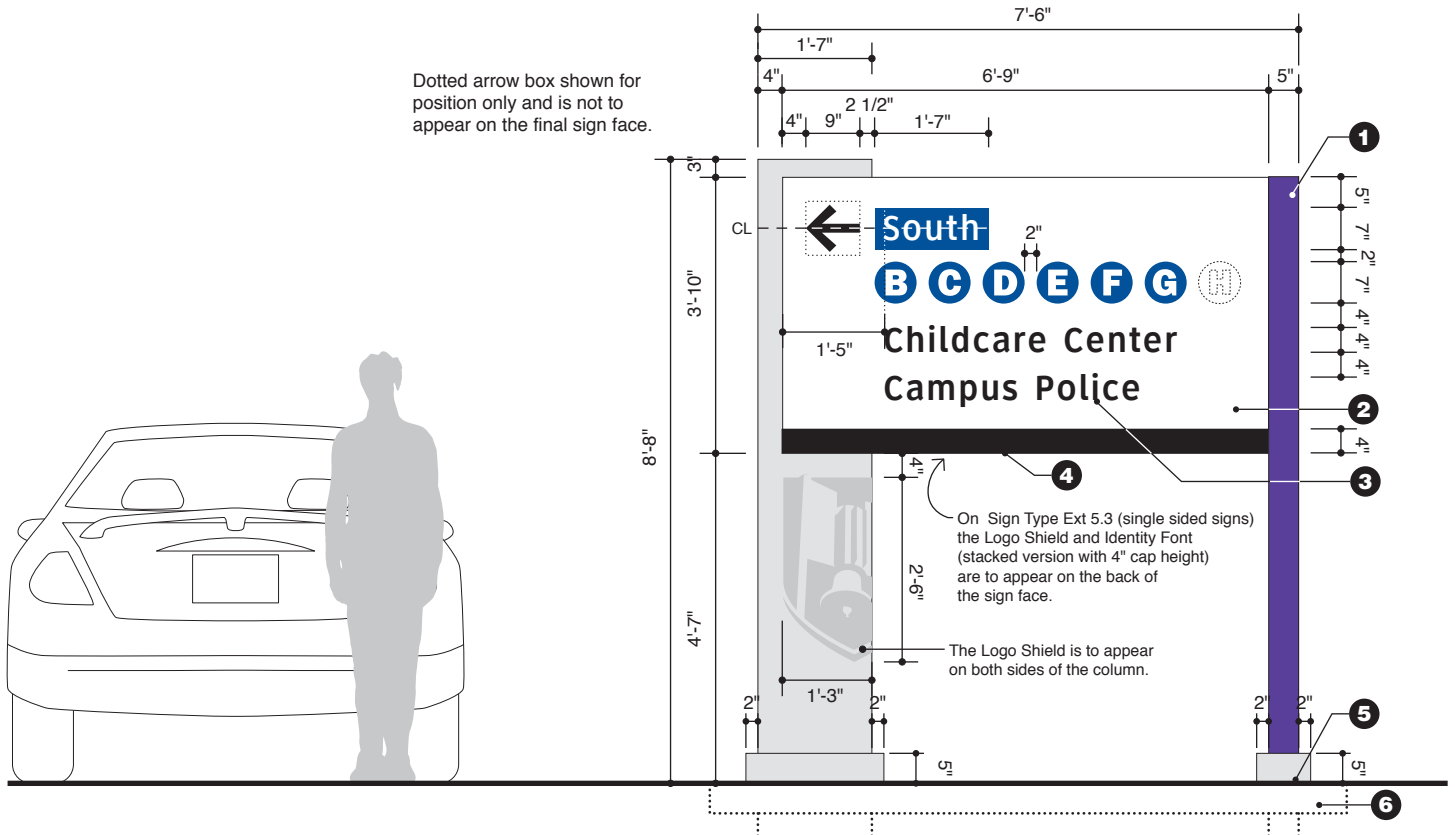 7'-6"
1'-7"
4"
6'-9"
5"
Dotted arrow box shown for
position only and is not to
appear on the final sign face.
4"
9"
2 1/2"
1'-7"
1
3"
5"
South
CL
2"
7"
2"
B C D E F G H
7"
3'-10"
4"
1'-5"
Childcare Center
4"
4"
Campus Police
2
8'-8"
4"
4"
4
3
On Sign Type Ext 5.3 (single sided signs)
the Logo Shield and Identity Font
(stacked version with 4" cap height)
are to appear on the back of
the sign face.
2'-6"
4'-7"
The Logo Shield is to appear
on both sides of the column.
1'-3"
2"
2"
2"
2"
5
5"
5"
6